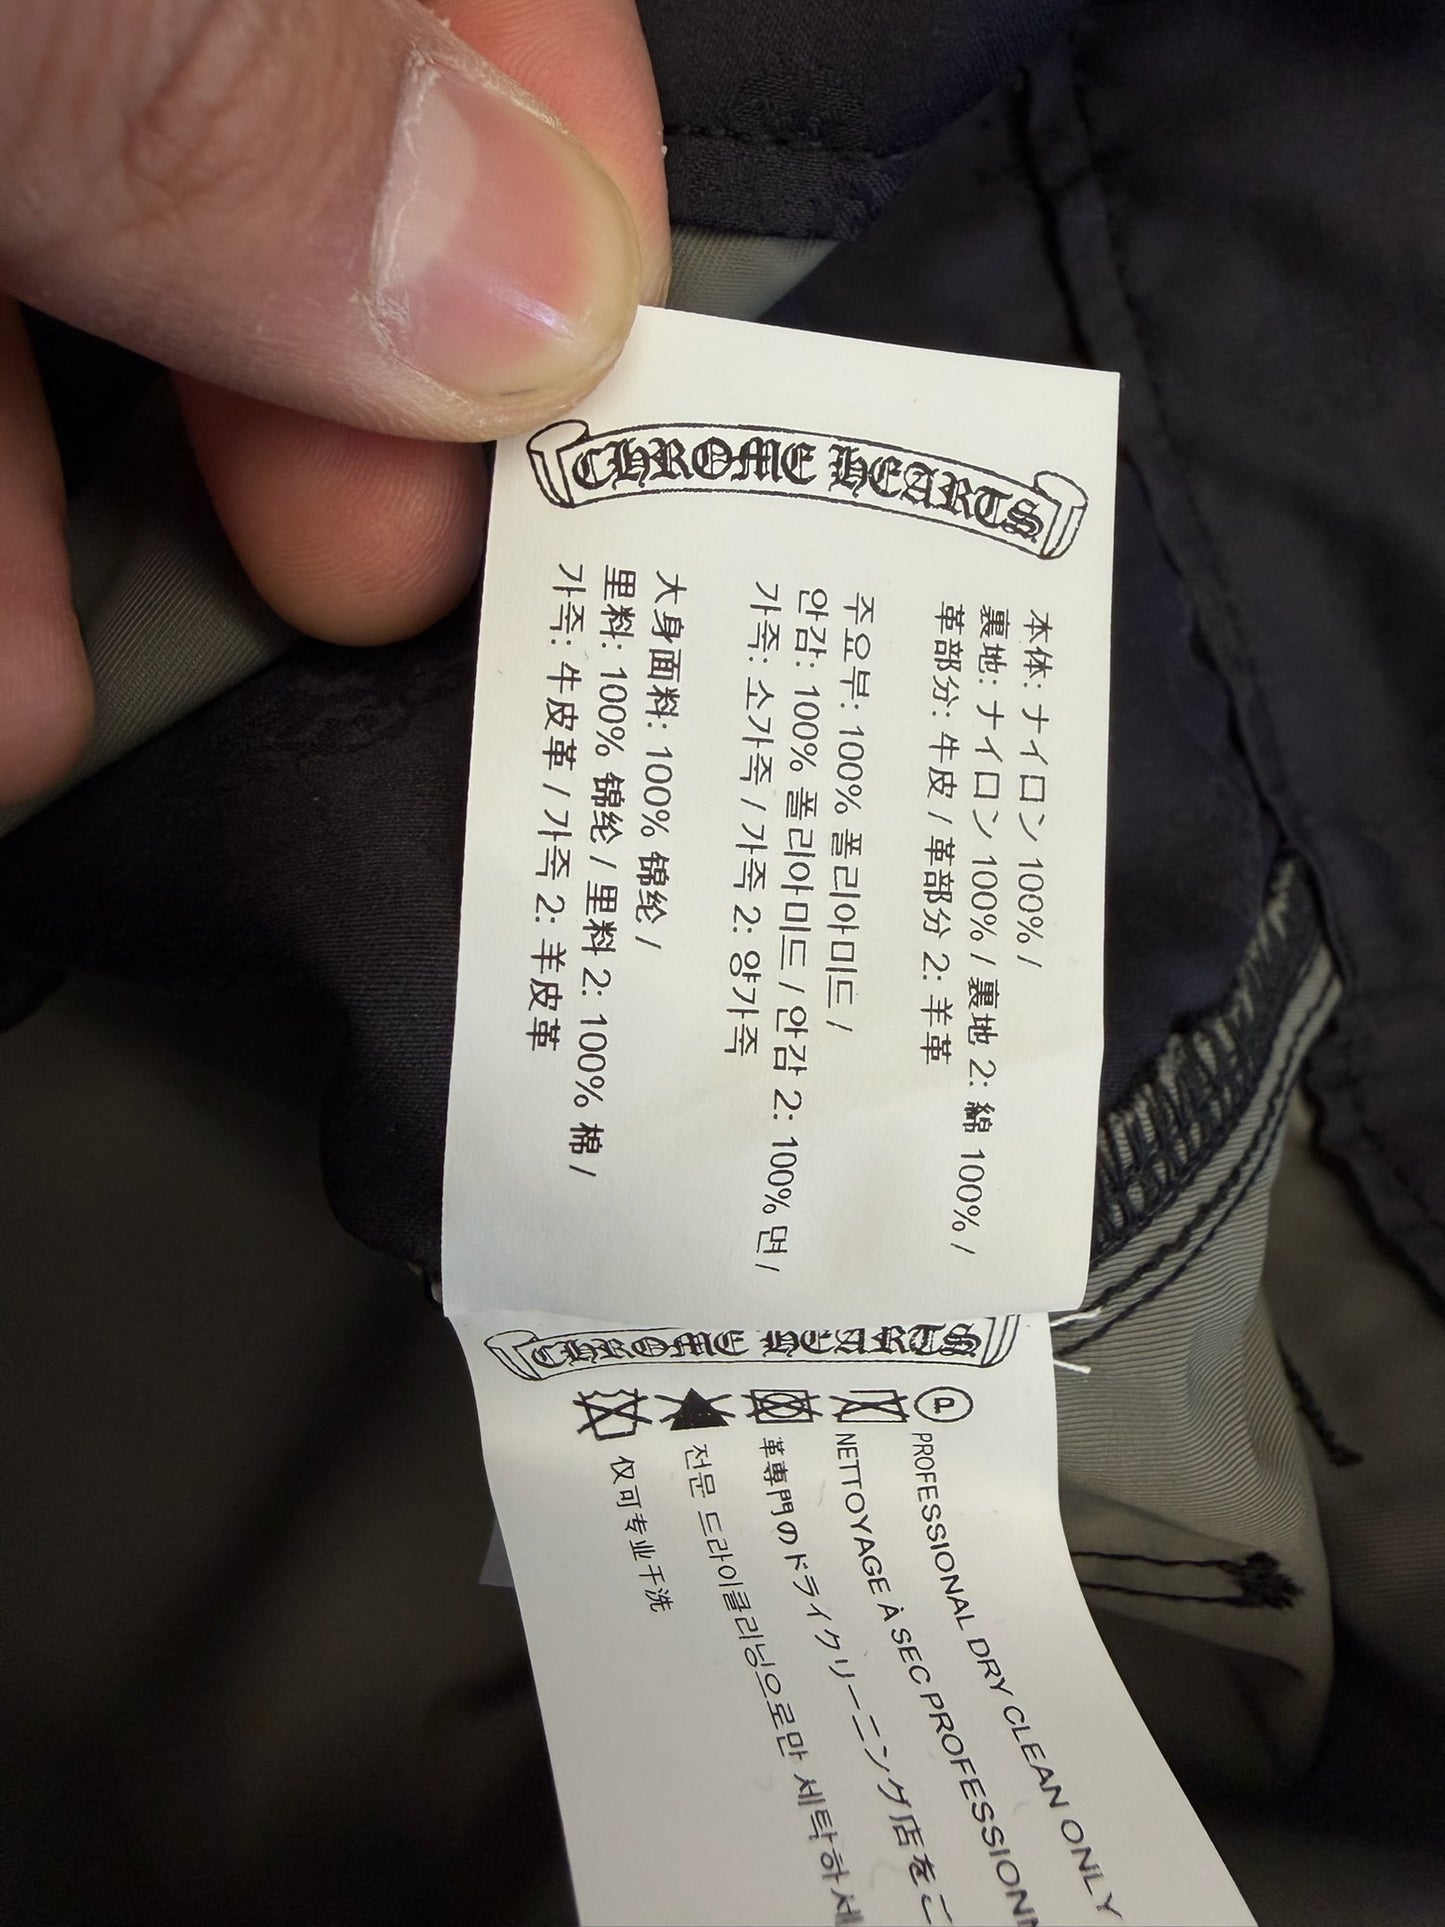 CHROME HEARTS
本体: ナイロン 100% /
裏地: ナイロン 100% / 裏地 2: 綿 100% /
革部分: 牛皮 / 革部分 2: 羊革
주요부: 100% 폴리아미드 /
안감: 100% 폴리아미드 / 안감 2: 100% 면 /
가죽: 소가죽 / 가죽 2: 양가죽
大身面料: 100% 锦纶 /
里料: 100% 锦纶 / 里料 2: 100% 棉 /
가죽: 牛皮革 / 가죽 2: 羊皮革
CHROME HEARTS
PROFESSIONAL DRY CLEAN ONLY
NETTOYAGE À SEC PROFESSIONN
革専門のドライクリーニング店をご
전문 드라이클리닝으로만 세탁하세
仅可专业干洗